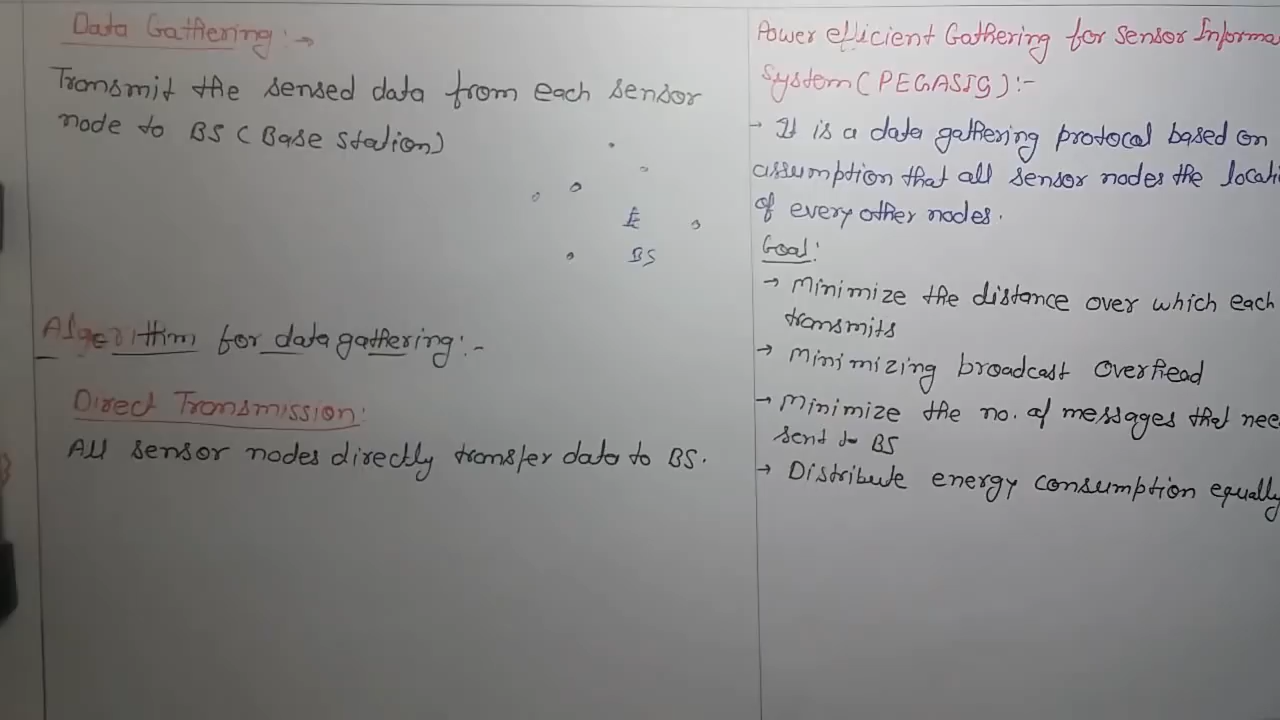 Data Gathering :→
Transmit the sensed data from each sensor
node to BS (Base station)
BS
Algorithm for data gathering :-
Direct Transmission:
All sensor nodes directly transfer data to BS.
Power efficient Gathering for Sensor Informa
System (PEGASIS) :-
→ It is a data gathering protocal based on
assumption that all sensor nodes the locati
of every other nodes.
Goal:
→ Minimize the distance over which each
transmits
→ Minimizing broadcast overhead
→ Minimize the no. of messages that nee
sent to BS
→ Distribute energy consumption equally